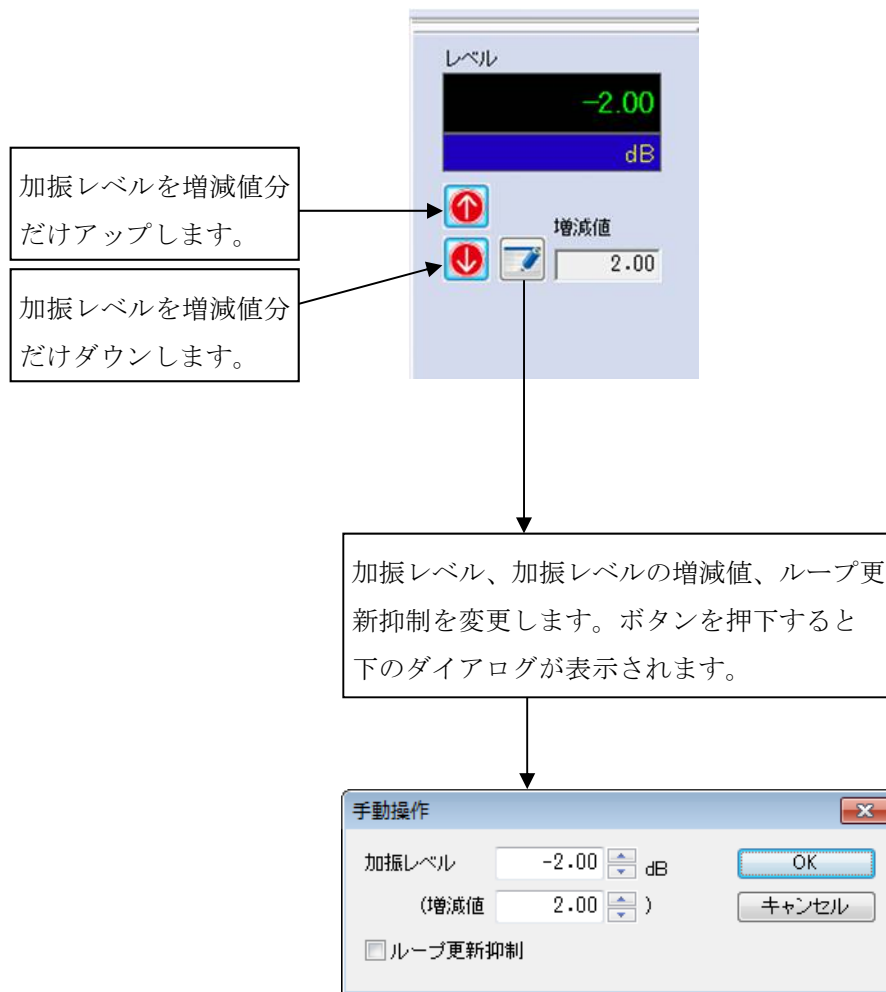 レベル
-2.00
dB
加振レベルを増減値分
だけアップします。
増減値
2.00
加振レベルを増減値分
だけダウンします。
加振レベル、加振レベルの増減値、ループ更
新抑制を変更します。ボタンを押下すると
下のダイアログが表示されます。
手動操作
加振レベル -2.00 dB OK
(増減値 2.00 ) キャンセル
ループ更新抑制